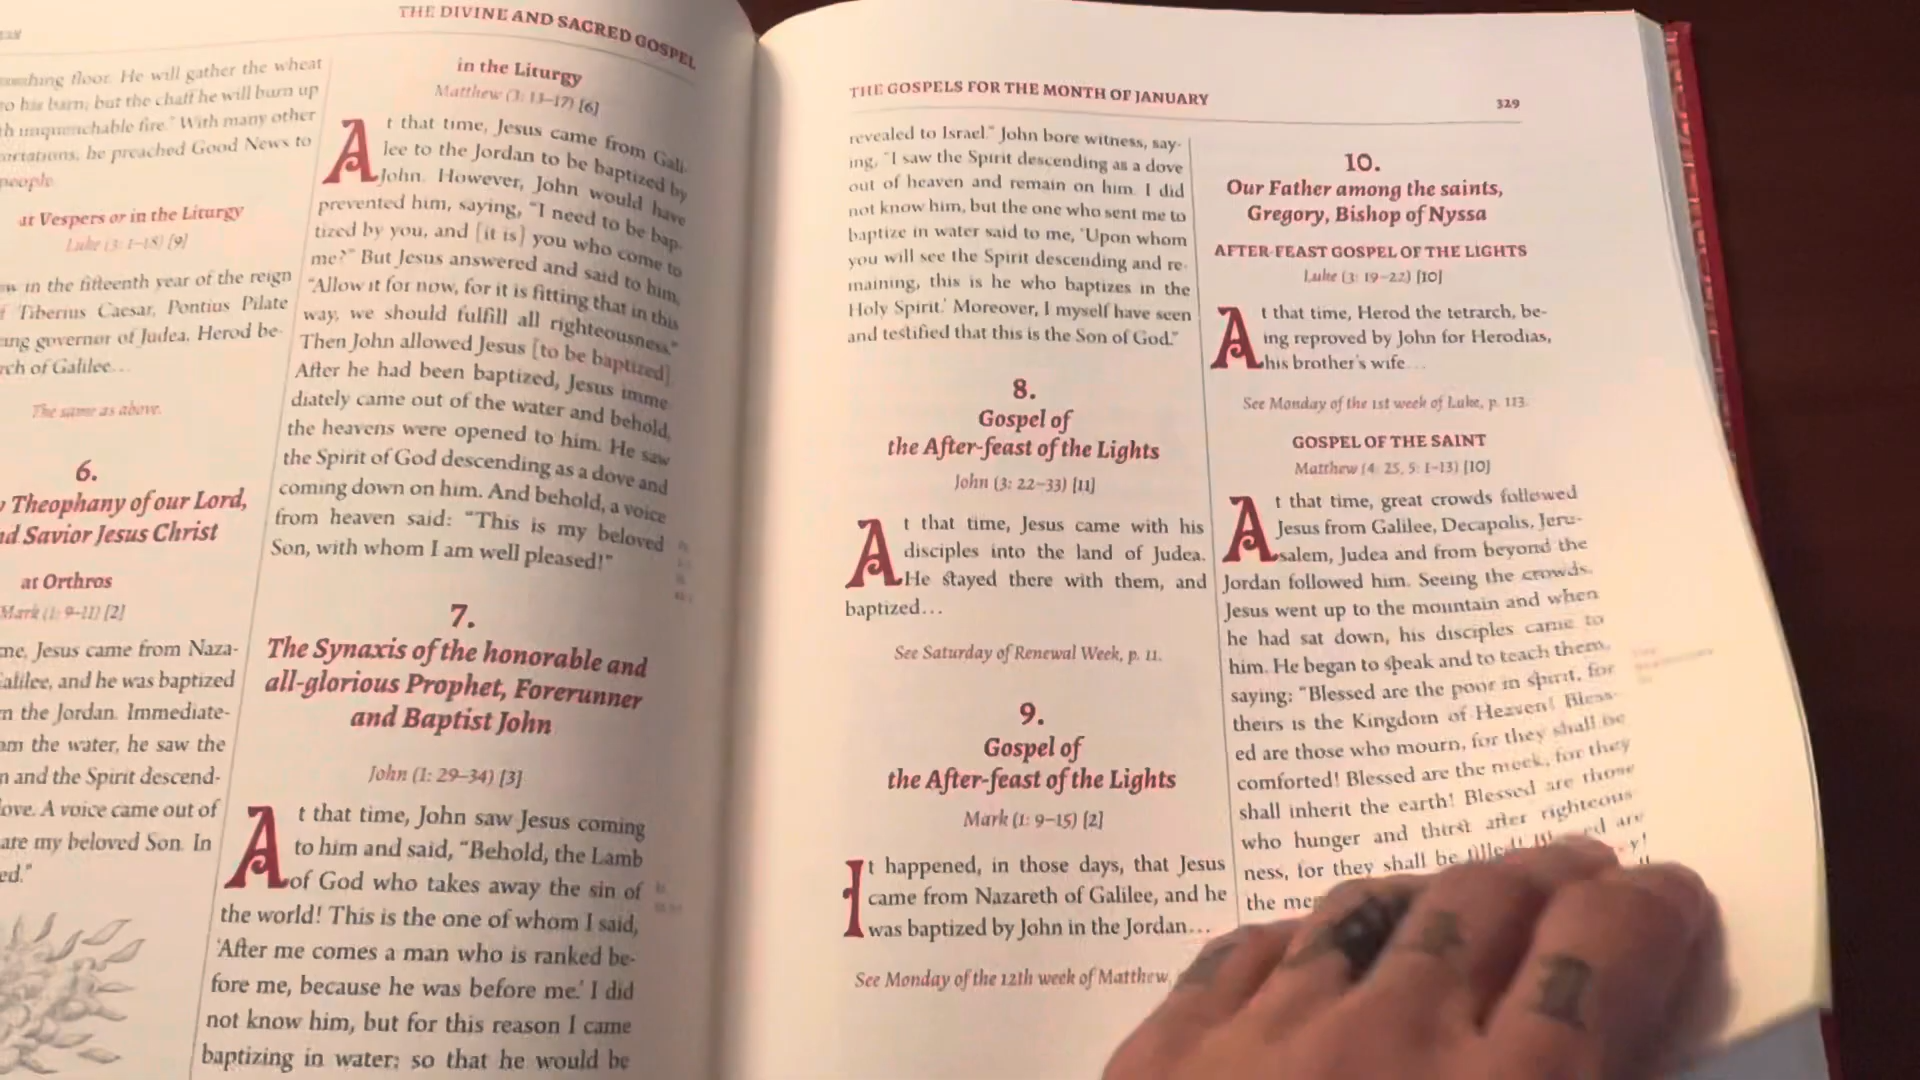 THE DIVINE AND SACRED GOSPEL
floor. He will gather the wheat
his barn; but the chaff he will burn up
unquenchable fire." With many other
he preached Good News to
people.
at Vespers or in the Liturgy
Luke (3: 1–18) [9]
in the fifteenth year of the reign
Tiberius Caesar, Pontius Pilate
governor of Judea, Herod be-
of Galilee...
The same as above.
6.
Theophany of our Lord,
Savior Jesus Christ
at Orthros
Mark (1: 9–11) [2]
Jesus came from Naza-
and he was baptized
the Jordan. Immediate-
the water, he saw the
and the Spirit descend-
A voice came out of
my beloved Son. In
in the Liturgy
Matthew (3: 13–17) [6]
At that time, Jesus came from Gali-
lee to the Jordan to be baptized by
John. However, John would have
prevented him, saying, "I need to be bap-
tized by you, and [it is] you who come to
me?" But Jesus answered and said to him,
"Allow it for now, for it is fitting that in this
way, we should fulfill all righteousness."
Then John allowed Jesus [to be baptized].
After he had been baptized, Jesus imme
diately came out of the water and behold,
the heavens were opened to him. He saw
the Spirit of God descending as a dove and
coming down on him. And behold, a voice
from heaven said: "This is my beloved
Son, with whom I am well pleased!"
7.
The Synaxis of the honorable and
all-glorious Prophet, Forerunner
and Baptist John
John (1: 29–34) [3]
At that time, John saw Jesus coming
to him and said, "Behold, the Lamb
of God who takes away the sin of
the world! This is the one of whom I said,
'After me comes a man who is ranked be-
fore me, because he was before me.' I did
not know him, but for this reason I came
baptizing in water: so that he would be
THE GOSPELS FOR THE MONTH OF JANUARY
329
revealed to Israel." John bore witness, say-
ing, "I saw the Spirit descending as a dove
out of heaven and remain on him. I did
not know him, but the one who sent me to
baptize in water said to me, 'Upon whom
you will see the Spirit descending and re-
maining, this is he who baptizes in the
Holy Spirit.' Moreover, I myself have seen
and testified that this is the Son of God."
8.
Gospel of
the After-feast of the Lights
John (3: 22–33) [11]
At that time, Jesus came with his
disciples into the land of Judea.
He stayed there with them, and
baptized...
See Saturday of Renewal Week, p. 11.
9.
Gospel of
the After-feast of the Lights
Mark (1: 9–15) [2]
It happened, in those days, that Jesus
came from Nazareth of Galilee, and he
was baptized by John in the Jordan...
See Monday of the 12th week of Matthew,
10.
Our Father among the saints,
Gregory, Bishop of Nyssa
AFTER-FEAST GOSPEL OF THE LIGHTS
Luke (3: 19–22) [10]
At that time, Herod the tetrarch, be-
ing reproved by John for Herodias,
his brother's wife...
See Monday of the 1st week of Luke, p. 113.
GOSPEL OF THE SAINT
Matthew (4: 25, 5: 1–13) [10]
At that time, great crowds followed
Jesus from Galilee, Decapolis, Jeru-
salem, Judea and from beyond the
Jordan followed him. Seeing the crowds,
Jesus went up to the mountain and when
he had sat down, his disciples came to
him. He began to speak and to teach them,
saying: "Blessed are the poor in spirit, for
theirs is the Kingdom of Heaven! Bless-
ed are those who mourn, for they shall be
comforted! Blessed are the meek, for they
shall inherit the earth! Blessed are those
who hunger and thirst after righteous-
ness, for they shall be filled! are
the